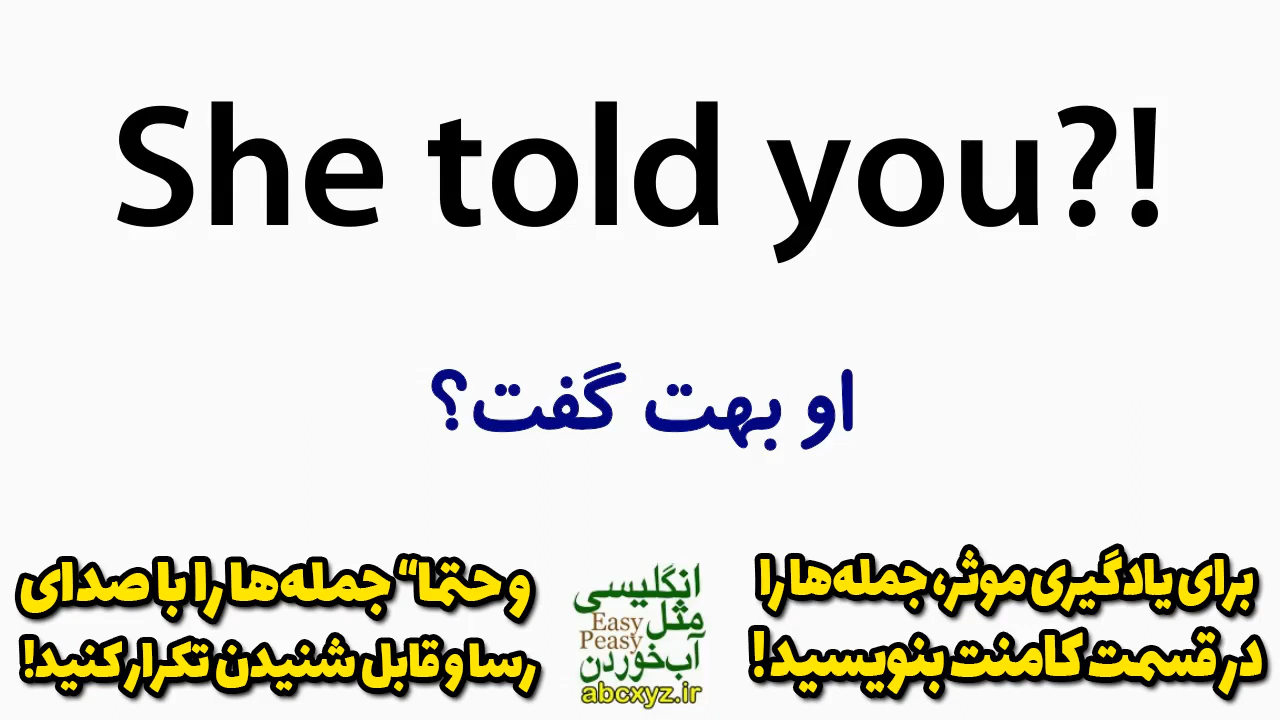 She told you?!
او بهت گفت؟
برای یادگیری موثر، جمله‌ها را
در قسمت کامنت بنویسید!
و حتما“ جمله‌ها را با صدای
رسا و قابل شنیدن تکرار کنید!
انگلیسی
مثل
Easy
Peasy
آب‌خوردن
abcxyz.ir